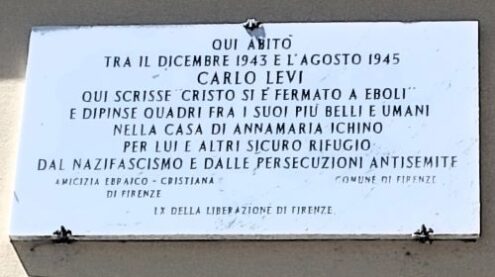 QUI ABITÒ
TRA IL DICEMBRE 1943 E L'AGOSTO 1945
CARLO LEVI
QUI SCRISSE "CRISTO SI È FERMATO A EBOLI"
E DIPINSE QUADRI FRA I SUOI PIÙ BELLI E UMANI
NELLA CASA DI ANNAMARIA ICHINO
PER LUI E ALTRI SICURO RIFUGIO
DAL NAZIFASCISMO E DALLE PERSECUZIONI ANTISEMITE
AMICIZIA EBRAICO - CRISTIANA COMUNE DI FIRENZE
DI FIRENZE
LX DELLA LIBERAZIONE DI FIRENZE